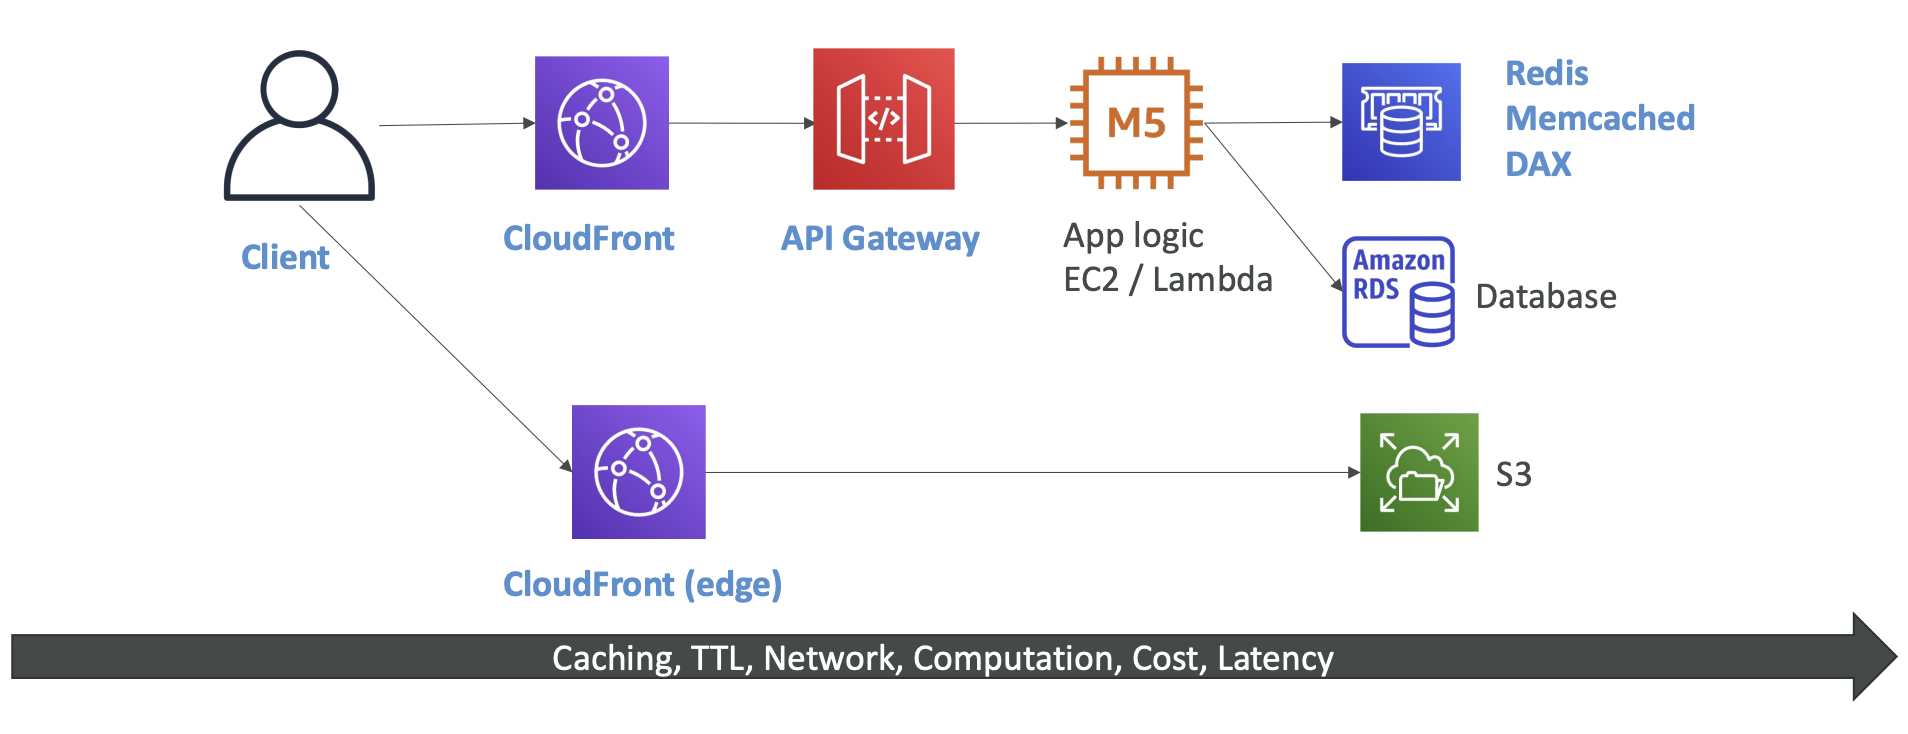 Client
CloudFront
</>
API Gateway
M5
App logic
EC2 / Lambda
Redis
Memcached
DAX
Amazon
RDS
Database
CloudFront (edge)
S3
Caching, TTL, Network, Computation, Cost, Latency